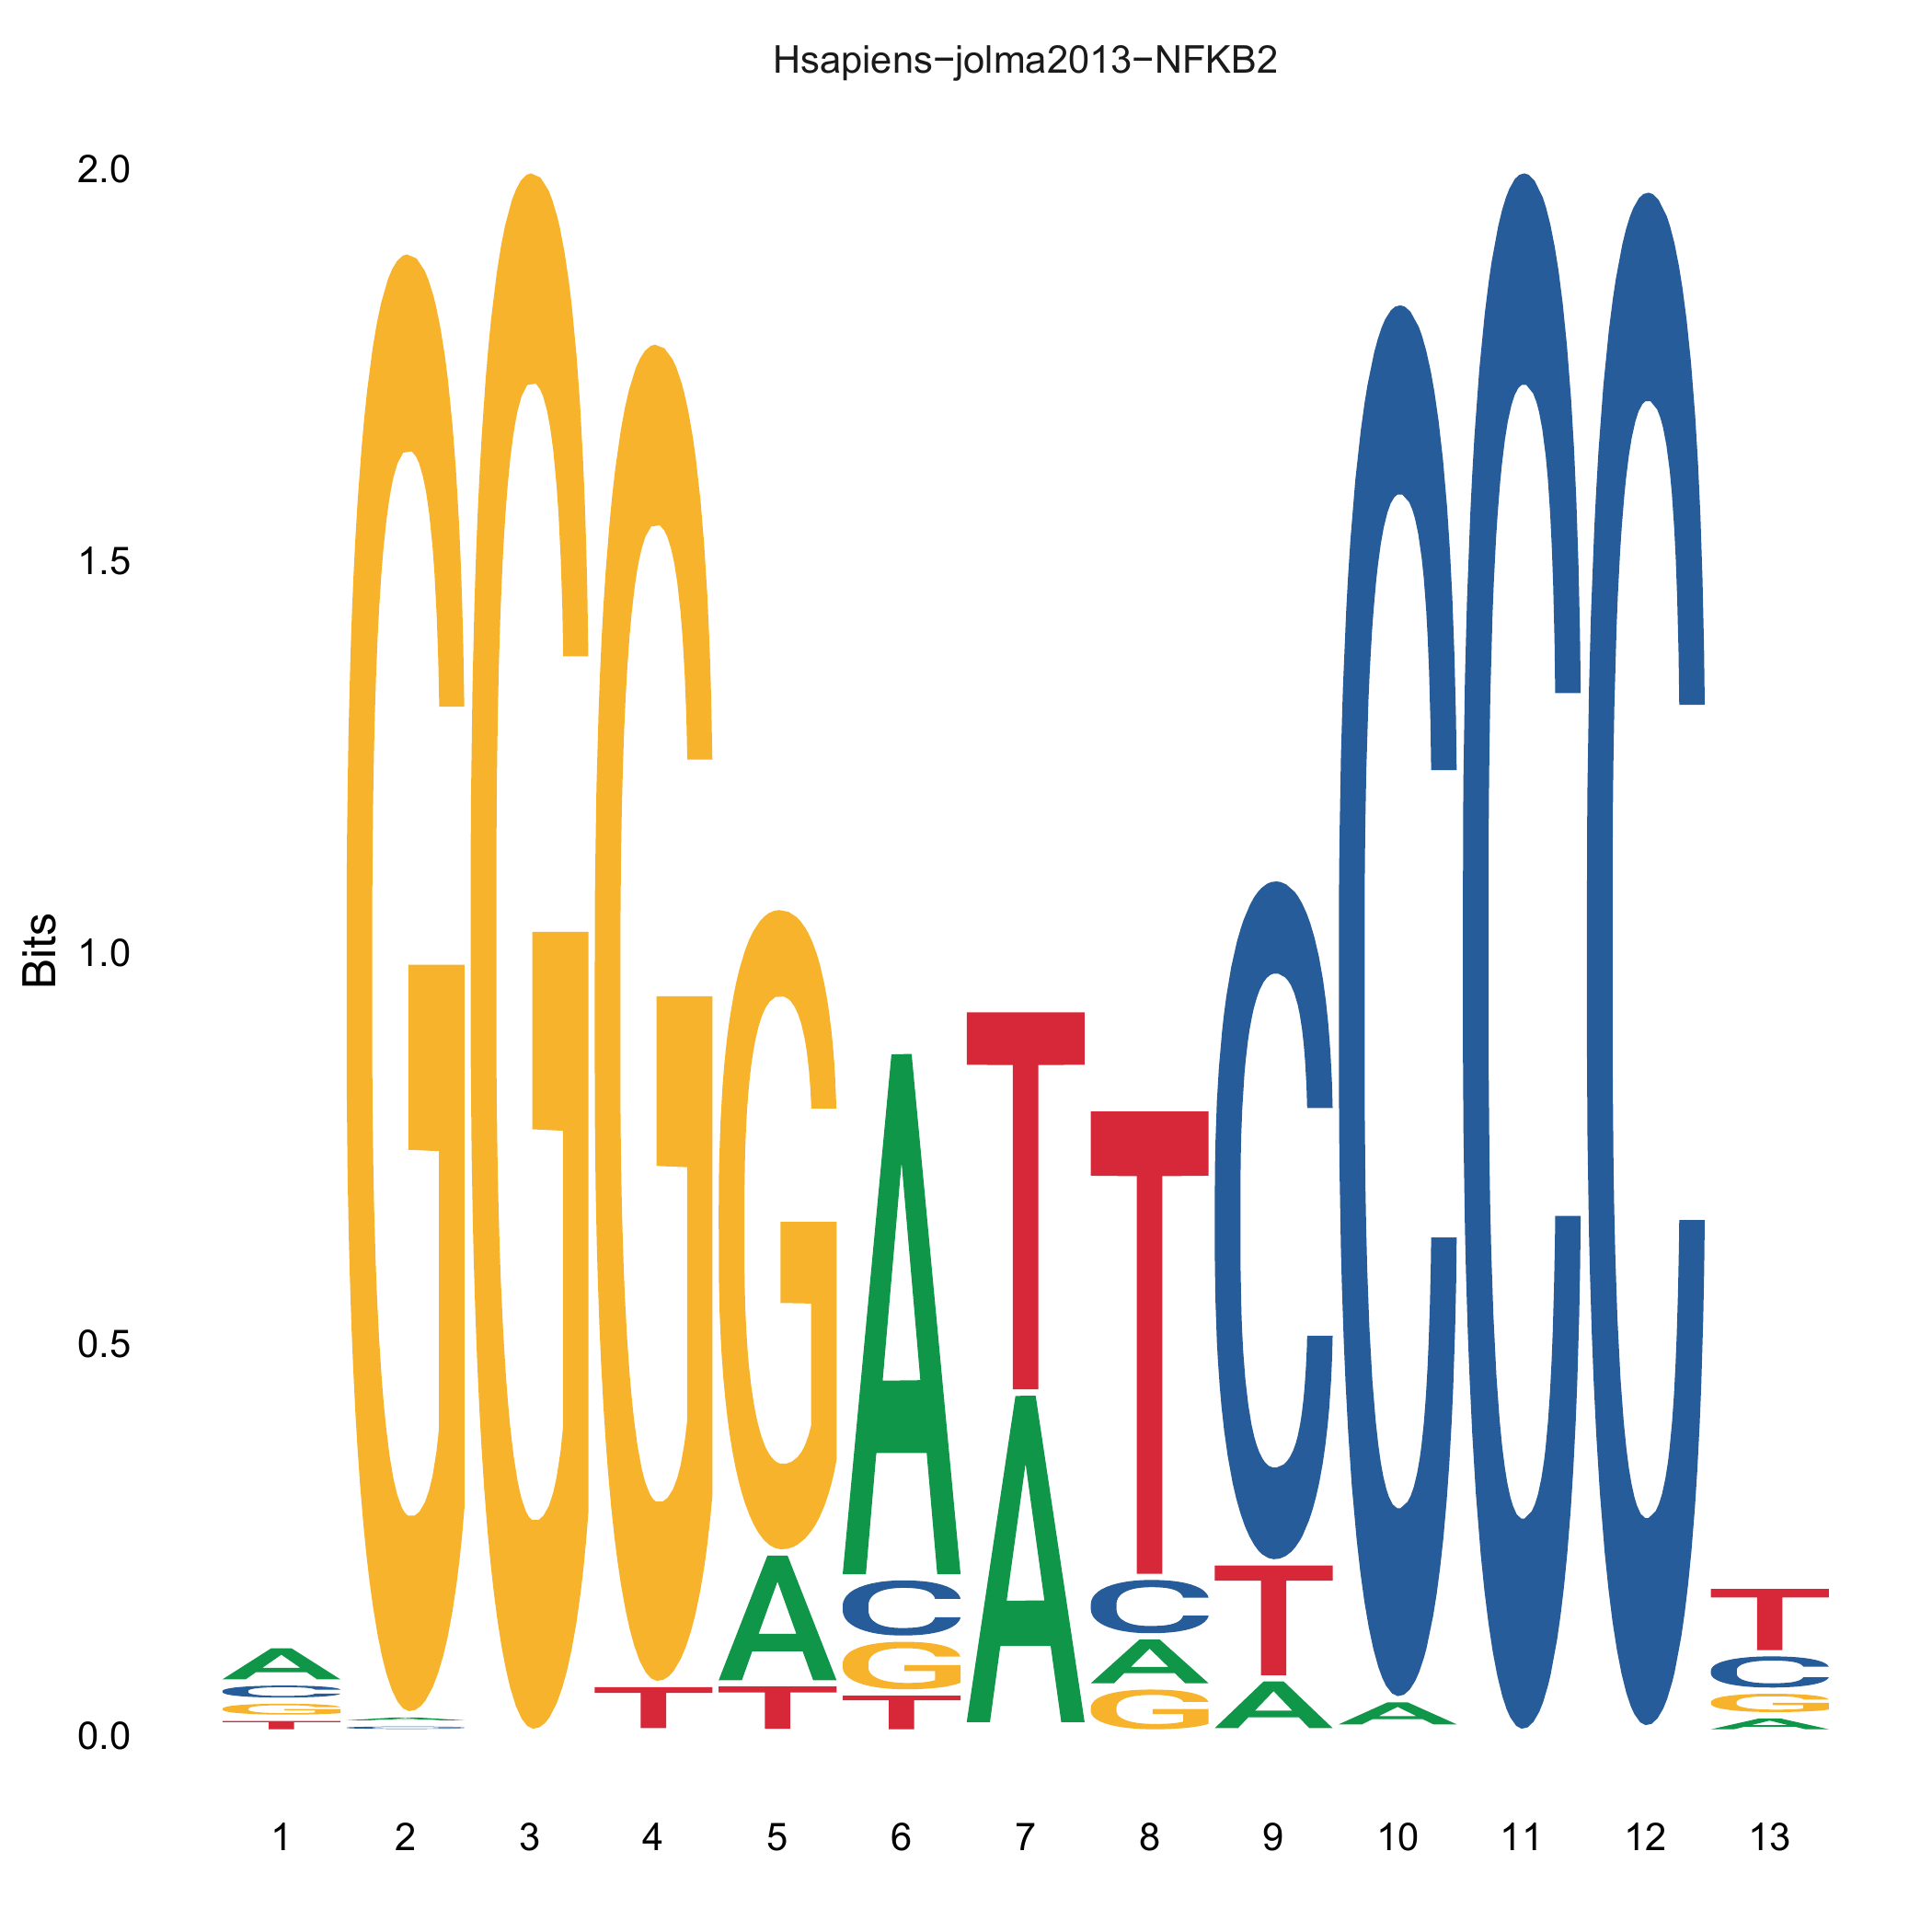 Hsapiens−jolma2013−NFKB2
2.0
1.5
1.0
0.5
0.0
Bits
A C G T
G A C
G
G T
G A T
A C G T
T A
T C A G
C T A
C A
C
C
T C G A
1 2 3 4 5 6 7 8 9 10 11 12 13